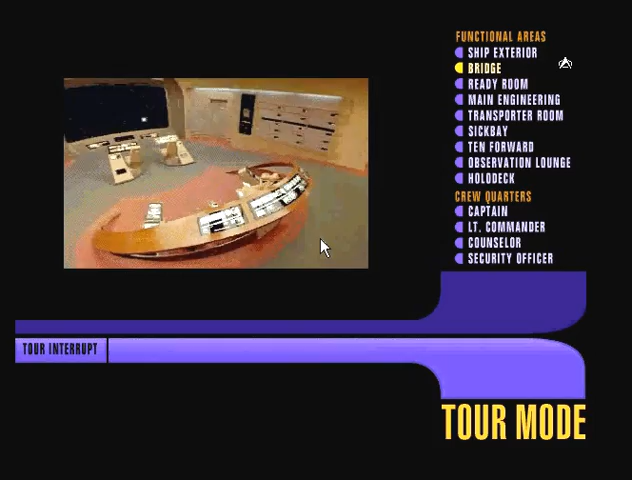 FUNCTIONAL AREAS
SHIP EXTERIOR
BRIDGE
READY ROOM
MAIN ENGINEERING
TRANSPORTER ROOM
SICKBAY
TEN FORWARD
OBSERVATION LOUNGE
HOLODECK
CREW QUARTERS
CAPTAIN
LT. COMMANDER
COUNSELOR
SECURITY OFFICER
TOUR INTERRUPT
TOUR MODE